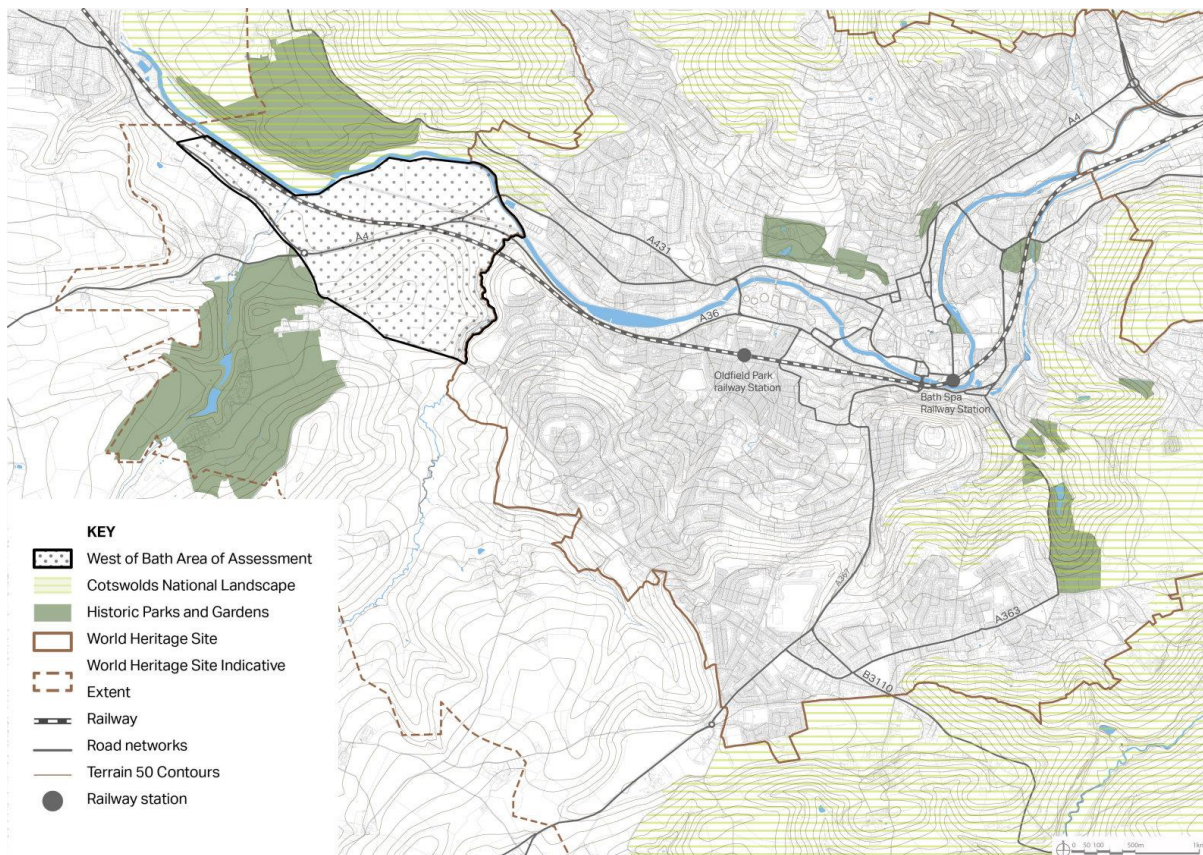 A4
A4
A431
A36
Oldfield Park
railway Station
Bath Spa
Railway Station
A367
A363
B3110
KEY
West of Bath Area of Assessment
Cotswolds National Landscape
Historic Parks and Gardens
World Heritage Site
World Heritage Site Indicative
Extent
Railway
Road networks
Terrain 50 Contours
Railway station
0 50 100 500m